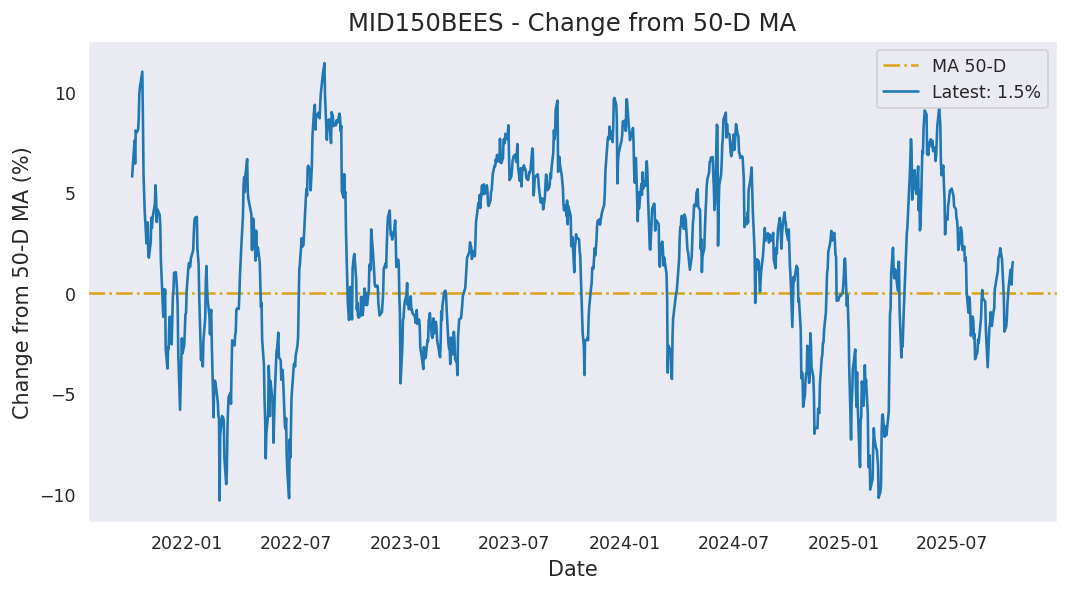 MID150BEES - Change from 50-D MA
MA 50-D
Latest: 1.5%
Change from 50-D MA (%)
10
5
0
−5
−10
2022-01
2022-07
2023-01
2023-07
2024-01
2024-07
2025-01
2025-07
Date